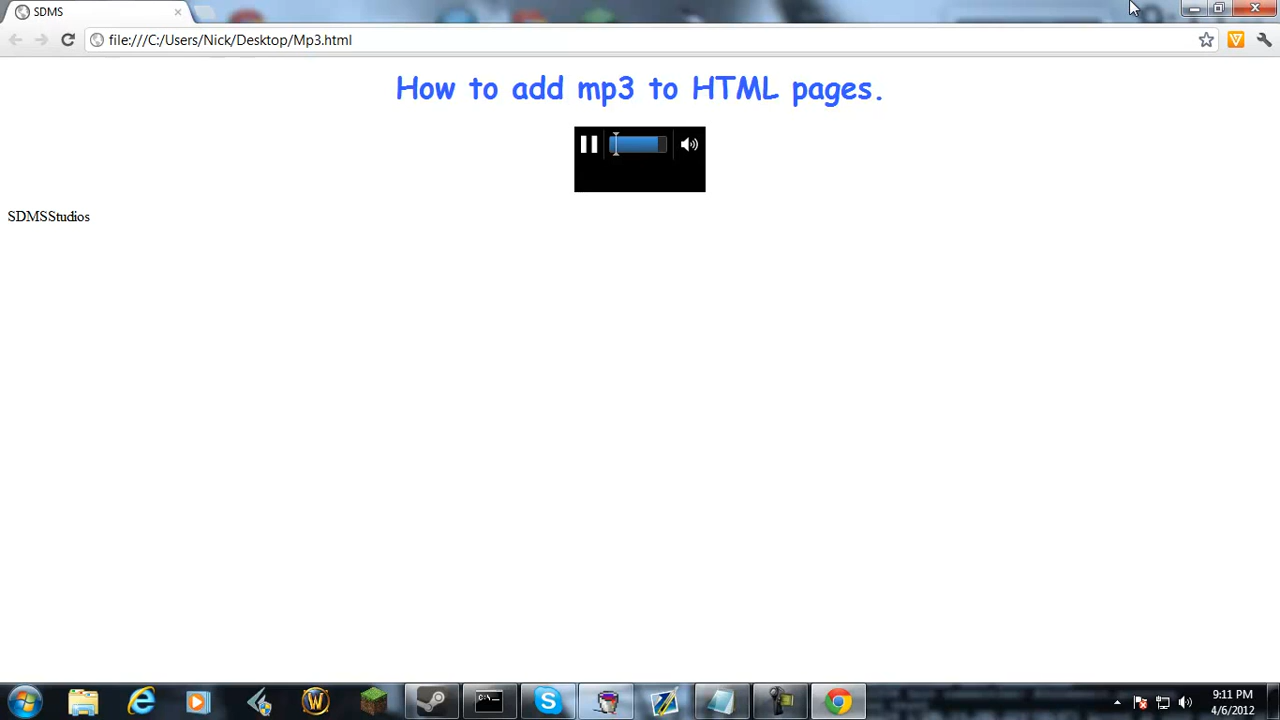 SDMS
file:///C:/Users/Nick/Desktop/Mp3.html
How to add mp3 to HTML pages.
SDMSStudios
9:11 PM
4/6/2012